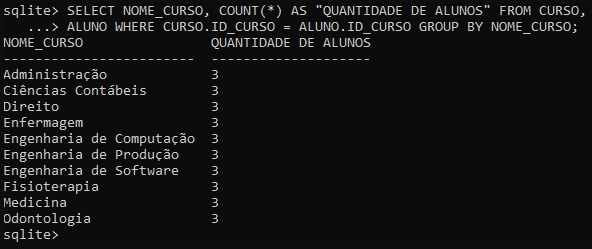 sqlite> SELECT NOME_CURSO, COUNT(*) AS "QUANTIDADE DE ALUNOS" FROM CURSO,
   ...> ALUNO WHERE CURSO.ID_CURSO = ALUNO.ID_CURSO GROUP BY NOME_CURSO;
NOME_CURSO                QUANTIDADE DE ALUNOS
------------------------  --------------------
Administração             3
Ciências Contábeis        3
Direito                   3
Enfermagem                3
Engenharia de Computação  3
Engenharia de Produção    3
Engenharia de Software    3
Fisioterapia              3
Medicina                  3
Odontologia               3
sqlite>